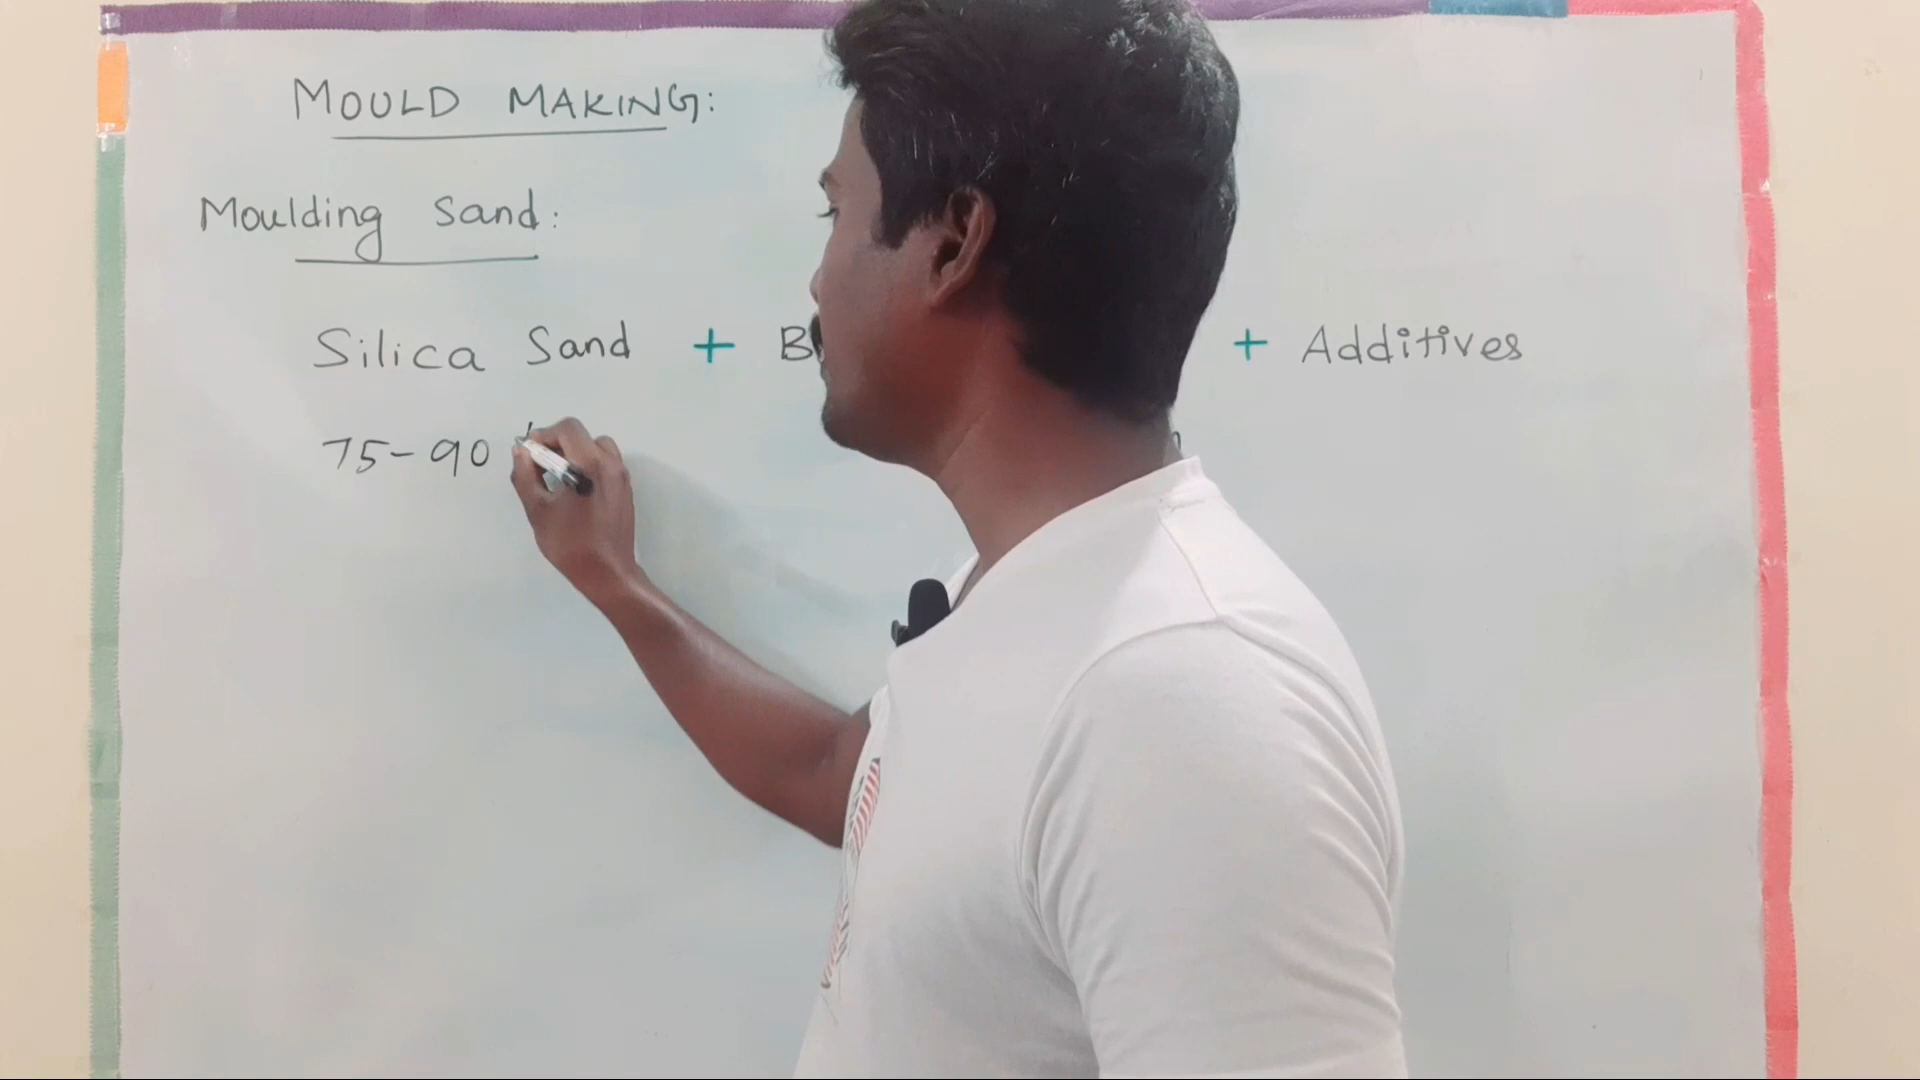 MOULD MAKING:
Moulding sand:
Silica Sand + B + Additives
75-90